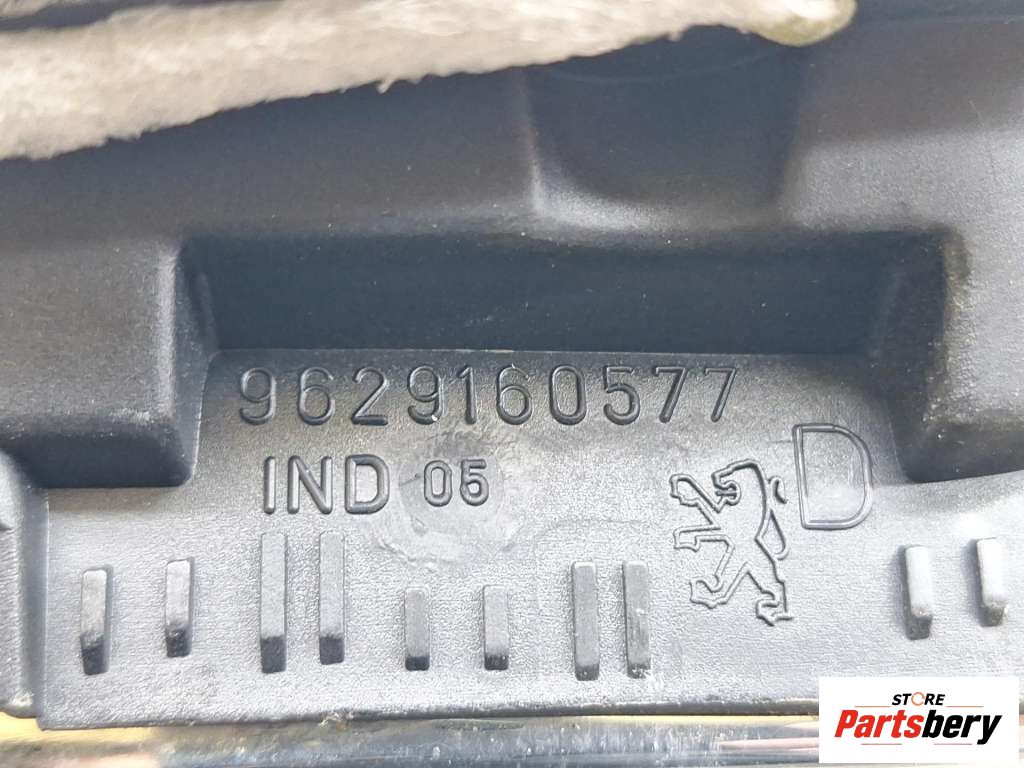 9629160577
IND 05
D
STORE
Partsbery